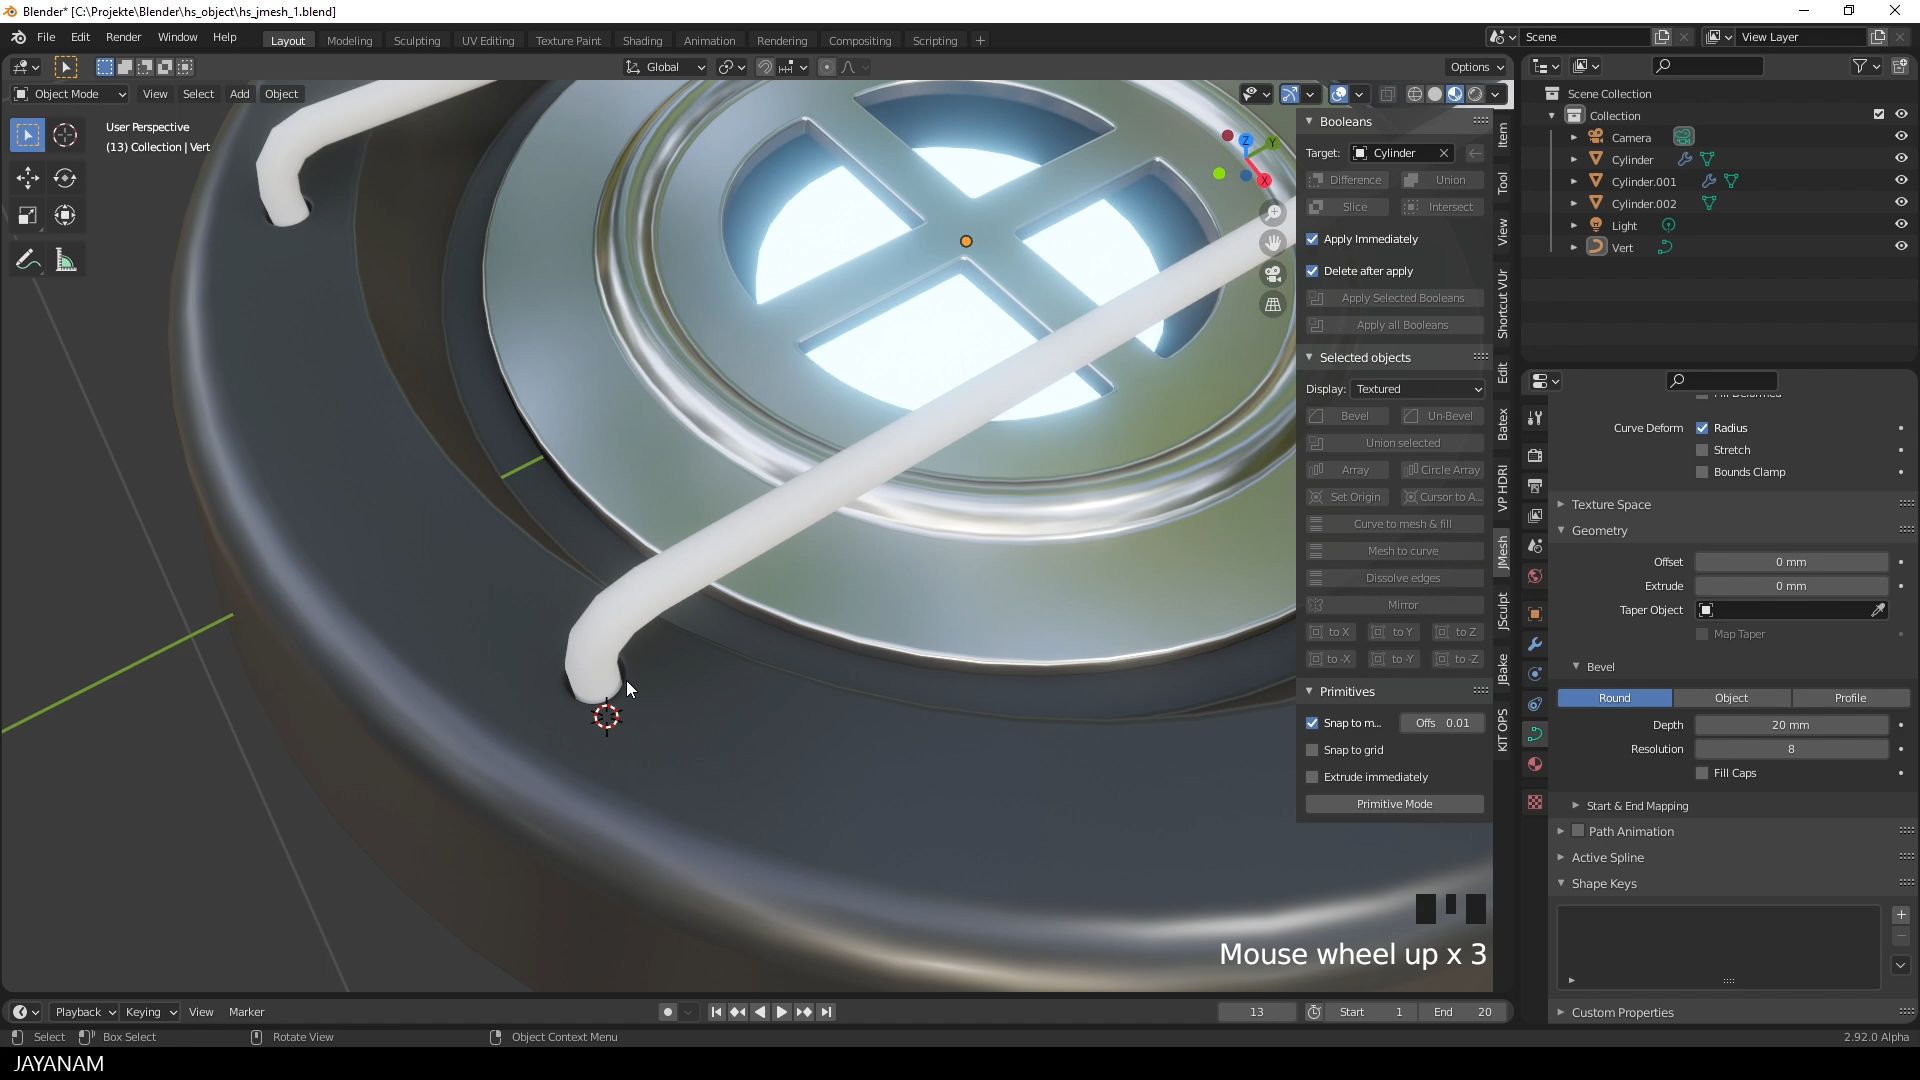 Blender* [C:\Projekte\Blender\hs_object\hs_jmesh_1.blend]
File Edit Render Window Help
Layout Modeling Sculpting UV Editing Texture Paint Shading Animation Rendering Compositing Scripting +
Scene
View Layer
Global
Options
Object Mode View Select Add Object
User Perspective
(13) Collection | Vert
Z
Y
X
Booleans
Target: Cylinder
Difference Union
Slice Intersect
Apply Immediately
Delete after apply
Apply Selected Booleans
Apply all Booleans
Selected objects
Display: Textured
Bevel Un-Bevel
Union selected
Array Circle Array
Set Origin Cursor to A...
Curve to mesh & fill
Mesh to curve
Dissolve edges
Mirror
to X to Y to Z
to -X to -Y to -Z
Primitives
Snap to m... Offs 0.01
Snap to grid
Extrude immediately
Primitive Mode
Item
Tool
View
Shortcut VUr
Edit
Batex
VP HDRI
JMesh
JSculpt
JBake
KIT OPS
Scene Collection
Collection
Camera
Cylinder
Cylinder.001
Cylinder.002
Light
Vert
Curve Deform Radius
Stretch
Bounds Clamp
Texture Space
Geometry
Offset 0 mm
Extrude 0 mm
Taper Object
Map Taper
Bevel
Round Object Profile
Depth 20 mm
Resolution 8
Fill Caps
Start & End Mapping
Path Animation
Active Spline
Shape Keys
Custom Properties
Mouse wheel up x 3
Playback Keying View Marker
13 Start 1 End 20
Select Box Select Rotate View Object Context Menu
2.92.0 Alpha
JAYANAM